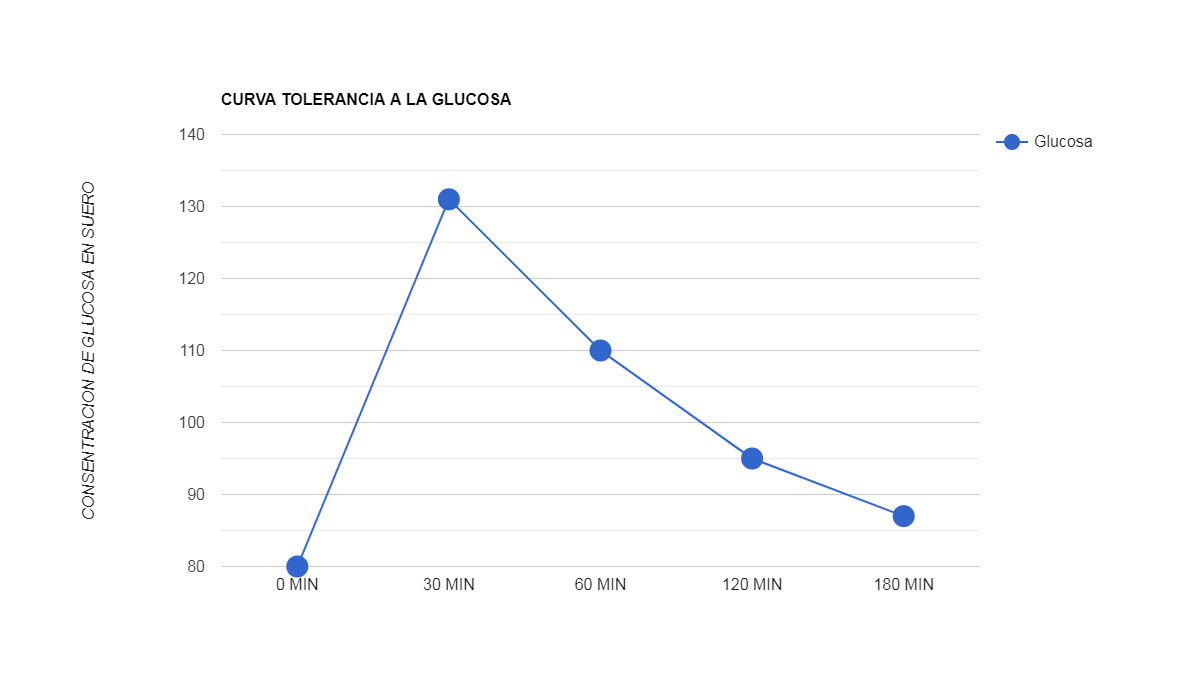 CURVA TOLERANCIA A LA GLUCOSA
Glucosa
CONSENTRACION DE GLUCOSA EN SUERO
140
130
120
110
100
90
80
0 MIN
30 MIN
60 MIN
120 MIN
180 MIN